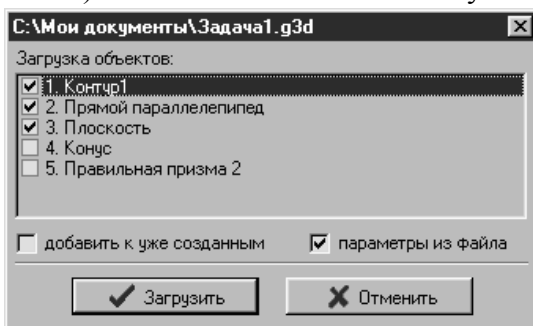 C:\Мои документы\Задача1.g3d
Загрузка объектов:
1. Контур1
2. Прямой параллелепипед
3. Плоскость
4. Конус
5. Правильная призма 2
добавить к уже созданным параметры из файла
Загрузить Отменить